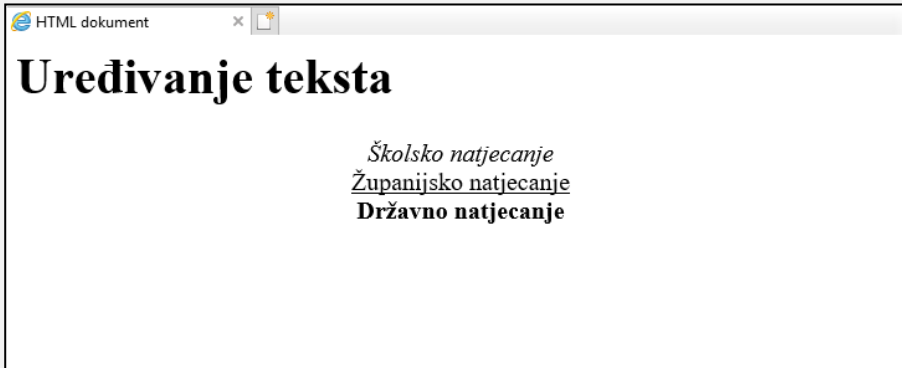 HTML dokument
Uređivanje teksta
Školsko natjecanje
Županijsko natjecanje
Državno natjecanje